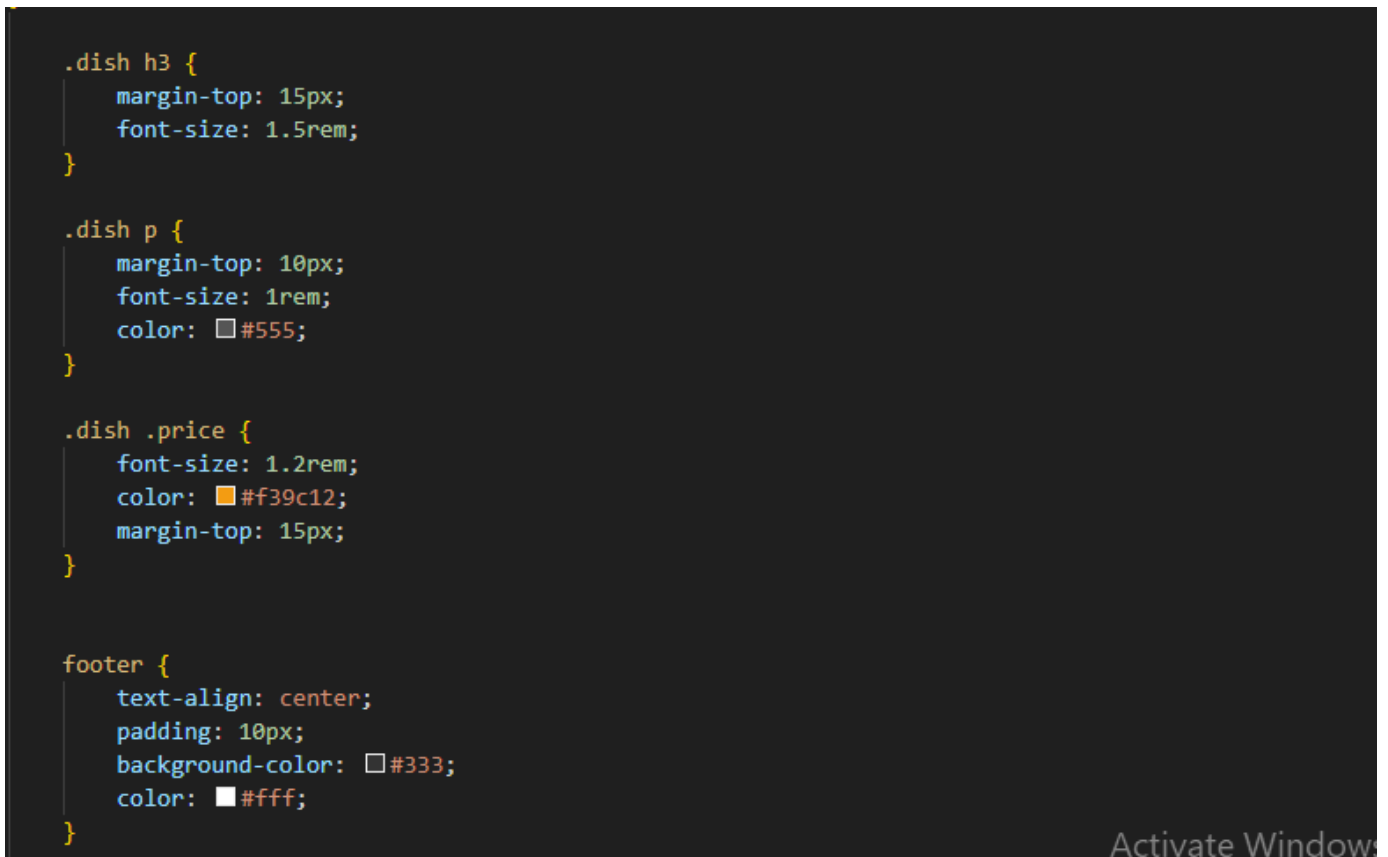 .dish h3 {
    margin-top: 15px;
    font-size: 1.5rem;
}
.dish p {
    margin-top: 10px;
    font-size: 1rem;
    color: #555;
}
.dish .price {
    font-size: 1.2rem;
    color: #f39c12;
    margin-top: 15px;
}
footer {
    text-align: center;
    padding: 10px;
    background-color: #333;
    color: #fff;
}
Activate Windows